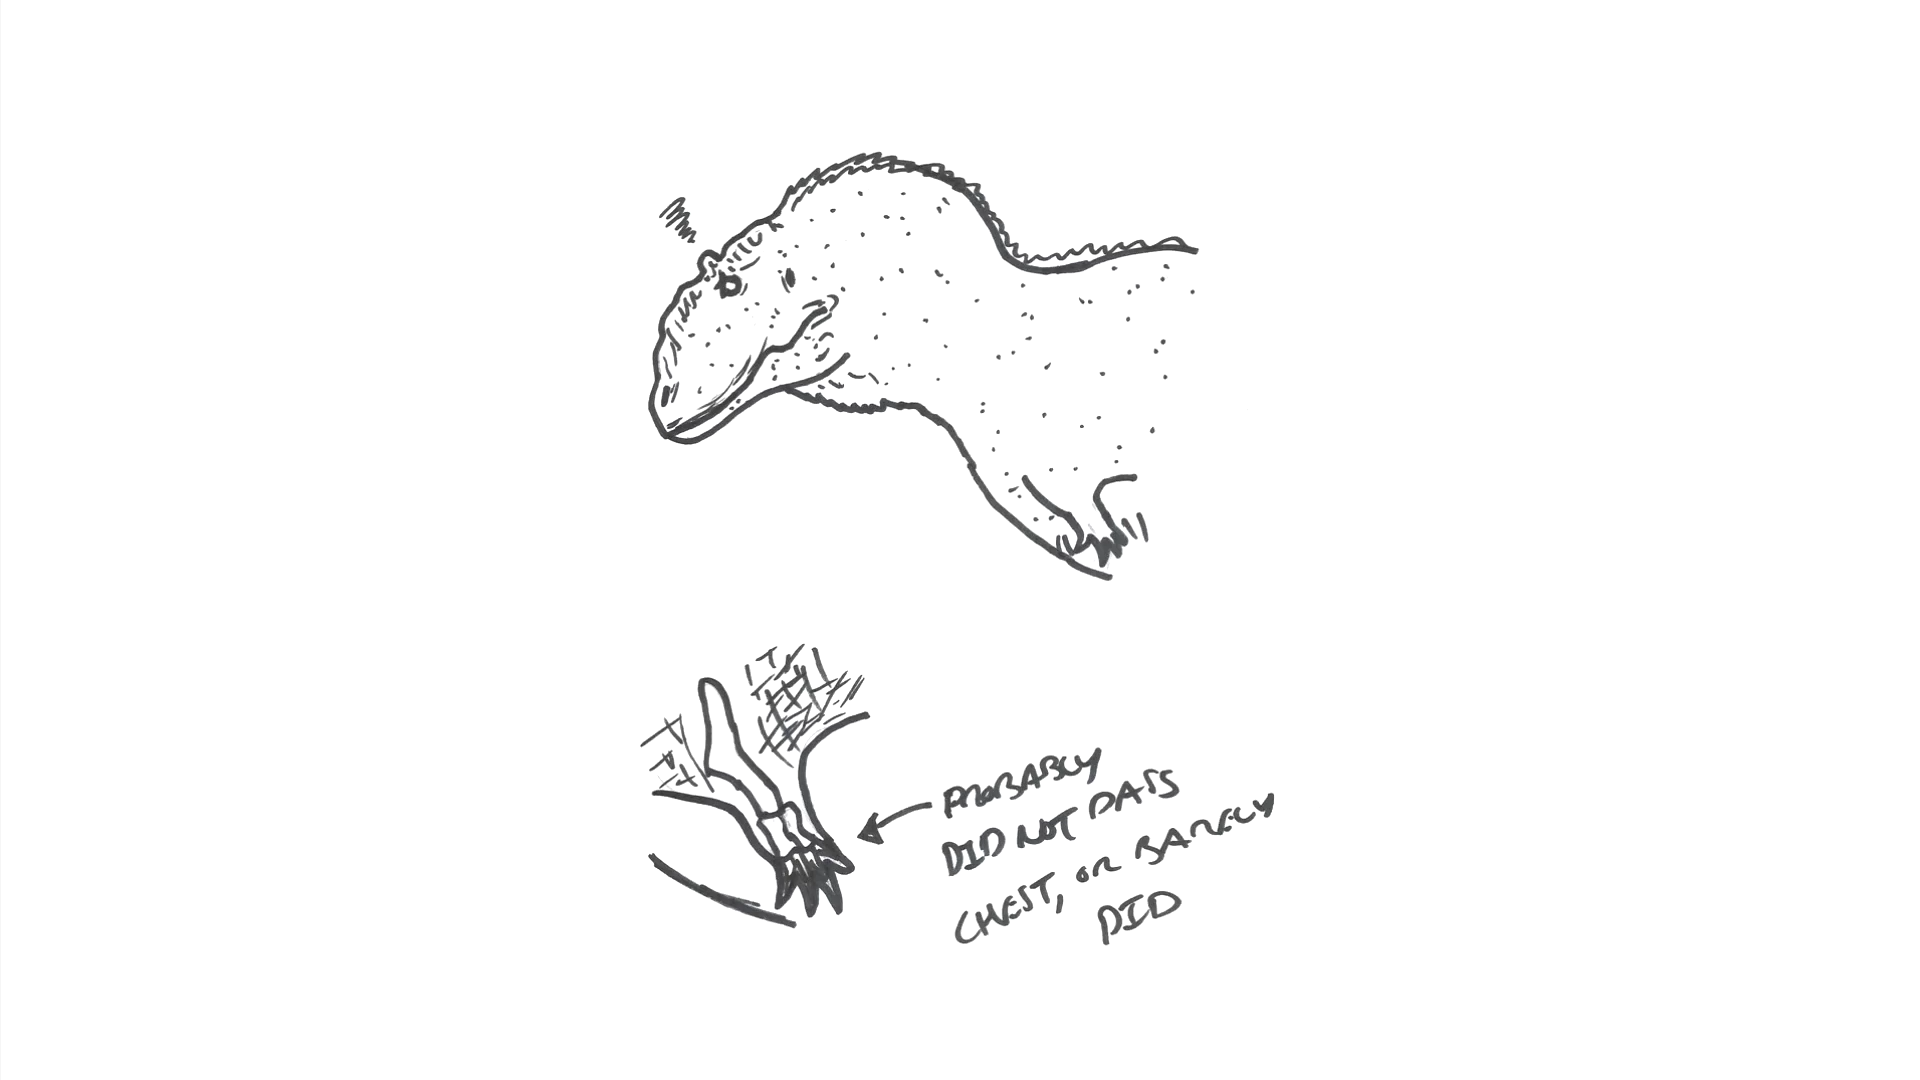 PROBABLY
DID NOT PASS
CHEST, OR BARELY
DID